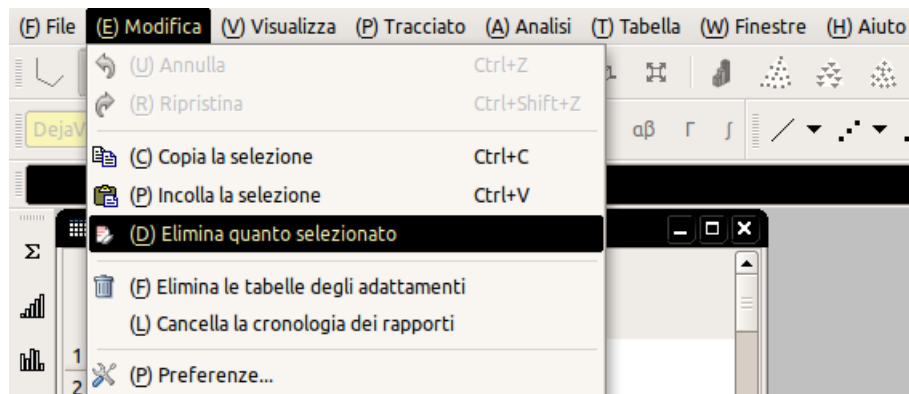 (F) File (E) Modifica (V) Visualizza (P) Tracciato (A) Analisi (T) Tabella (W) Finestre (H) Aiuto
(U) Annulla Ctrl+Z
(R) Ripristina Ctrl+Shift+Z
DejaV αβ Γ ∫
(C) Copia la selezione Ctrl+C
(P) Incolla la selezione Ctrl+V
(D) Elimina quanto selezionato
Σ
(F) Elimina le tabelle degli adattamenti
(L) Cancella la cronologia dei rapporti
1
(P) Preferenze...
2